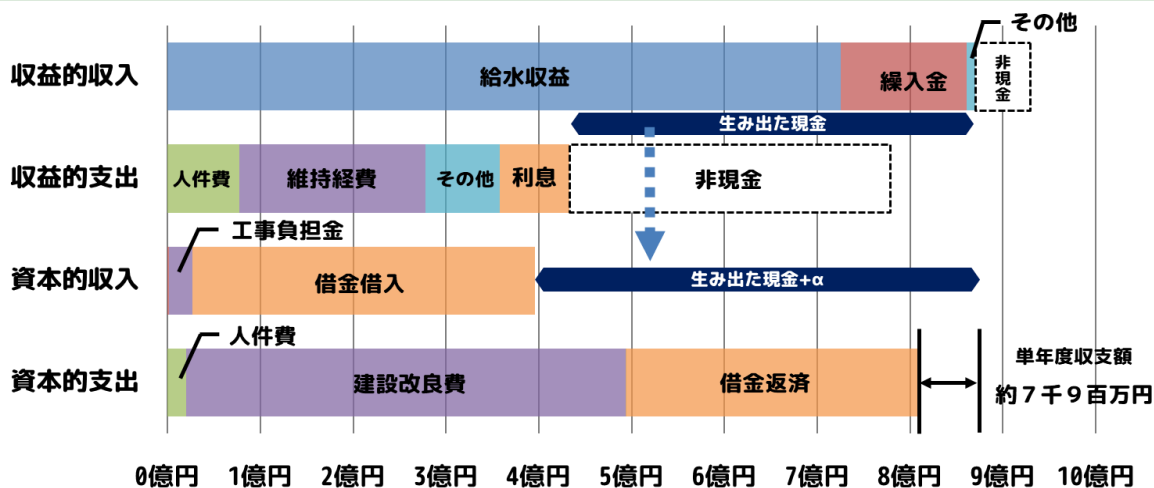 その他
収益的収入
給水収益
繰入金
非現金
生み出た現金
収益的支出
人件費
維持経費
その他
利息
非現金
工事負担金
資本的収入
借金借入
生み出た現金+α
人件費
資本的支出
建設改良費
借金返済
単年度収支額
約7千9百万円
0億円 1億円 2億円 3億円 4億円 5億円 6億円 7億円 8億円 9億円 10億円